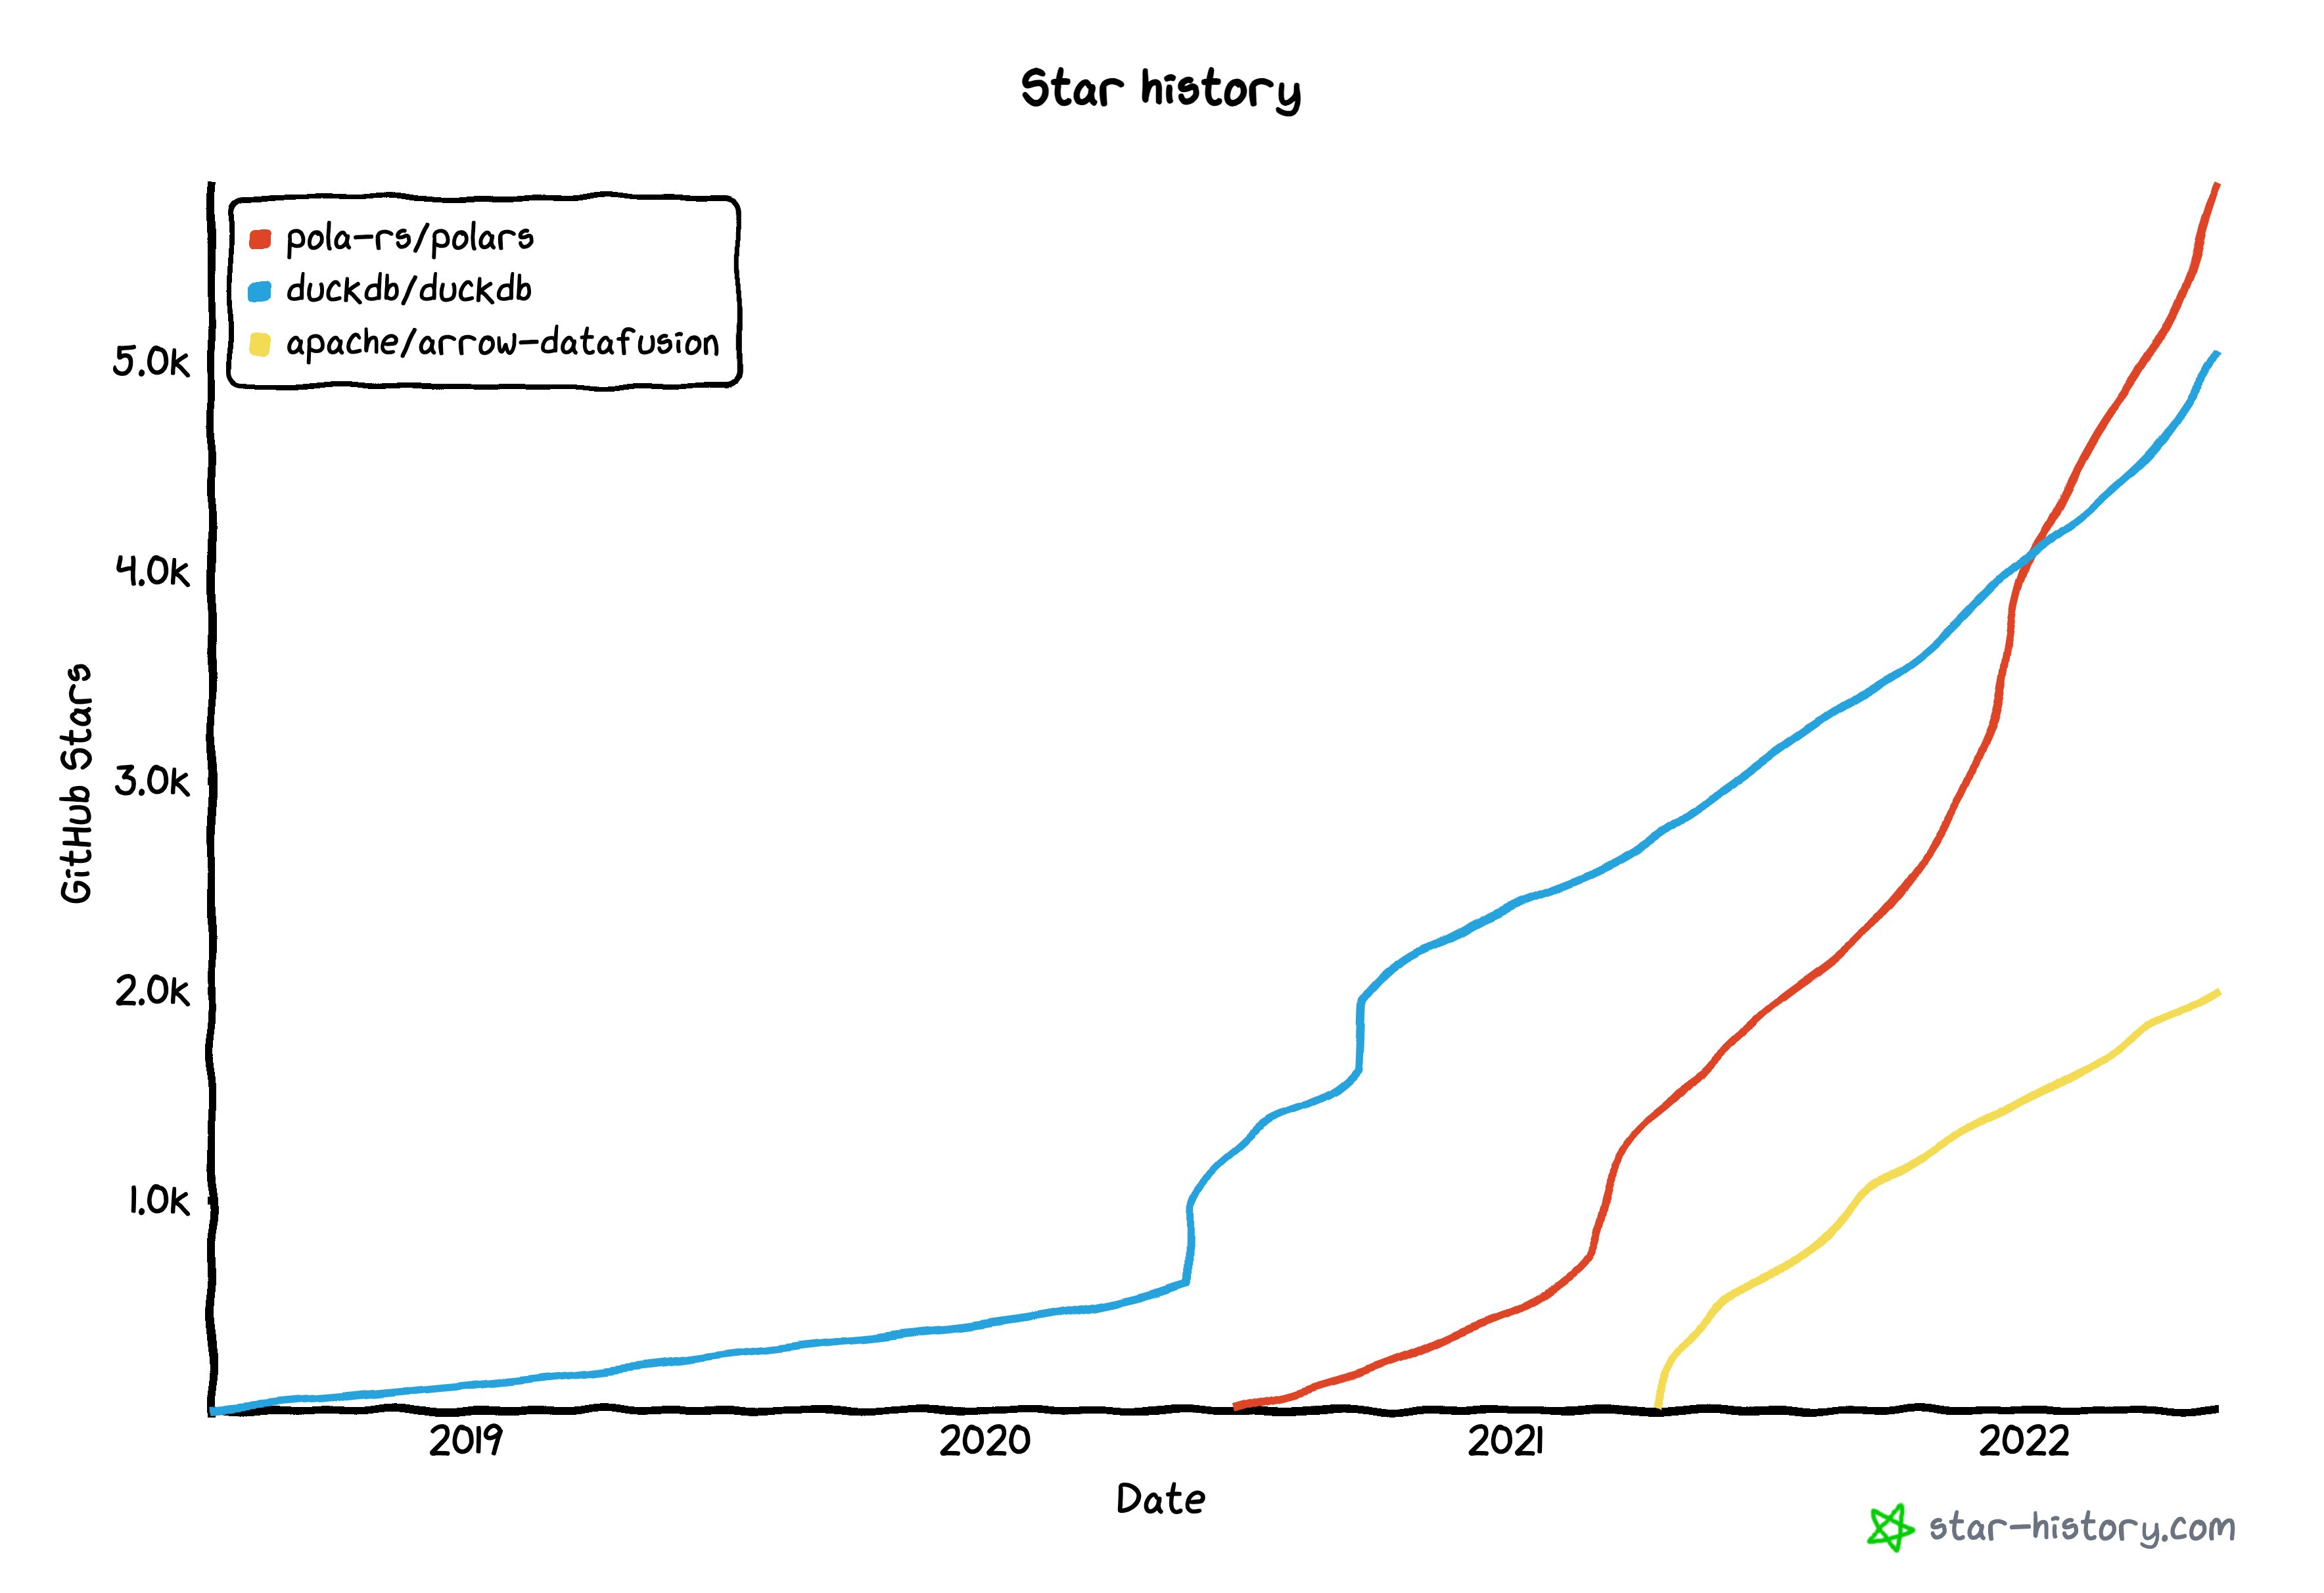 Star history
pola-rs/polars
duckdb/duckdb
apache/arrow-datafusion
5.0K
4.0K
3.0K
2.0K
1.0K
GitHub Stars
2019
2020
2021
2022
Date
star-history.com